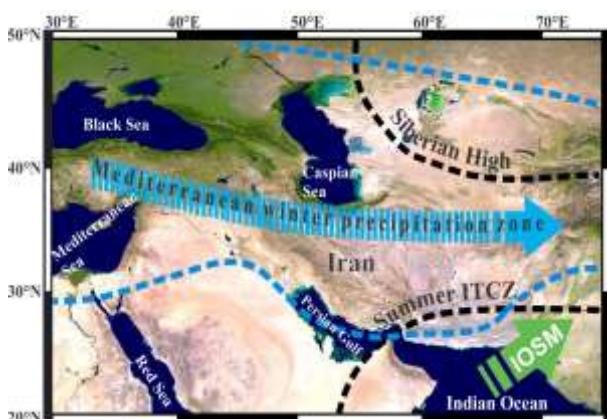 30°E 40°E 50°E 60°E 70°E
50°N
Black Sea
Siberian High
40°N
Caspian
Sea
Mediterranean winter precipitation zone
Mediterranean
Sea
Iran
30°N
Summer ITCZ
Persian Gulf
IOSM
Red Sea
Indian Ocean
20°N